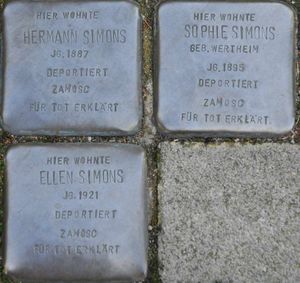 HIER WOHNTE
HERMANN SIMONS
JG. 1887
DEPORTIERT
ZAMOSC
FÜR TOT ERKLÄRT
HIER WOHNTE
SOPHIE SIMONS
GEB. WERTHEIM
JG. 1895
DEPORTIERT
ZAMOSC
FÜR TOT ERKLÄRT
HIER WOHNTE
ELLEN SIMONS
JG. 1921
DEPORTIERT
ZAMOSC
FÜR TOT ERKLÄRT